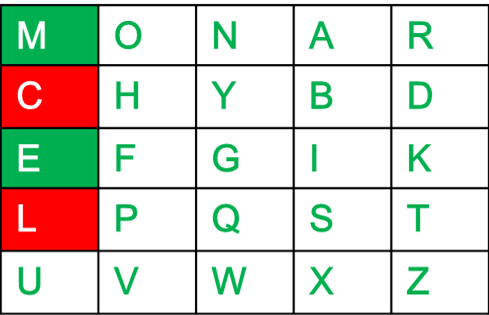 M O N A R
C H Y B D
E F G I K
L P Q S T
U V W X Z